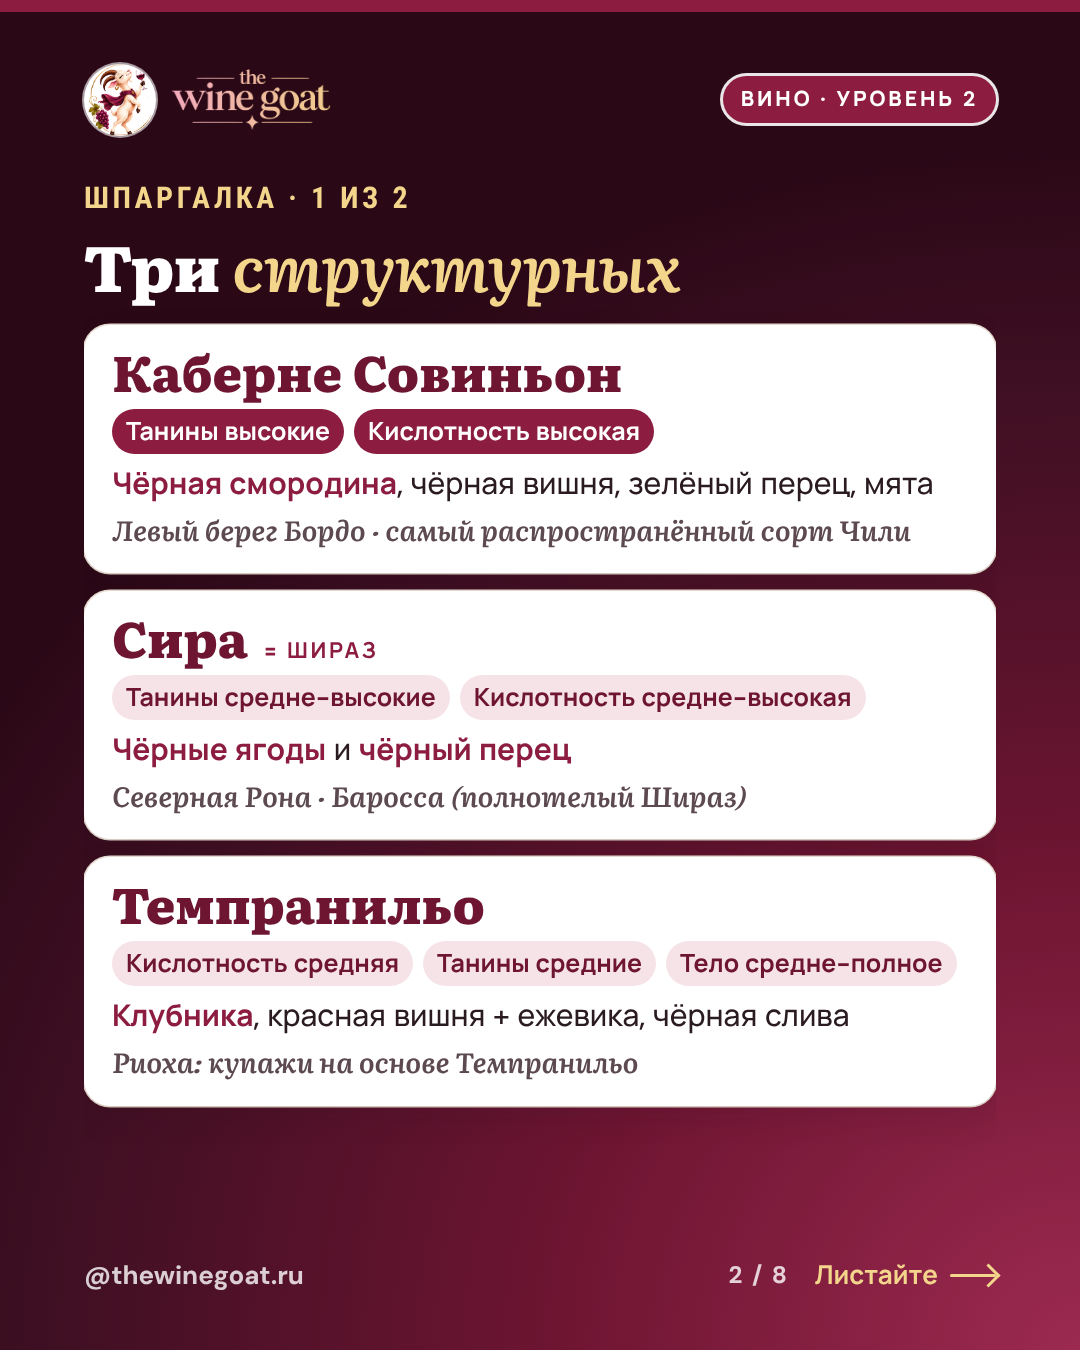 the
wine goat
ВИНО · УРОВЕНЬ 2
ШПАРГАЛКА · 1 ИЗ 2
Три структурных
Каберне Совиньон
Танины высокие Кислотность высокая
Чёрная смородина, чёрная вишня, зелёный перец, мята
Левый берег Бордо · самый распространённый сорт Чили
Сира = ШИРАЗ
Танины средне-высокие Кислотность средне-высокая
Чёрные ягоды и чёрный перец
Северная Рона · Баросса (полнотелый Шираз)
Темпранильо
Кислотность средняя Танины средние Тело средне-полное
Клубника, красная вишня + ежевика, чёрная слива
Риоха: купажи на основе Темпранильо
@thewinegoat.ru 2 / 8 Листайте